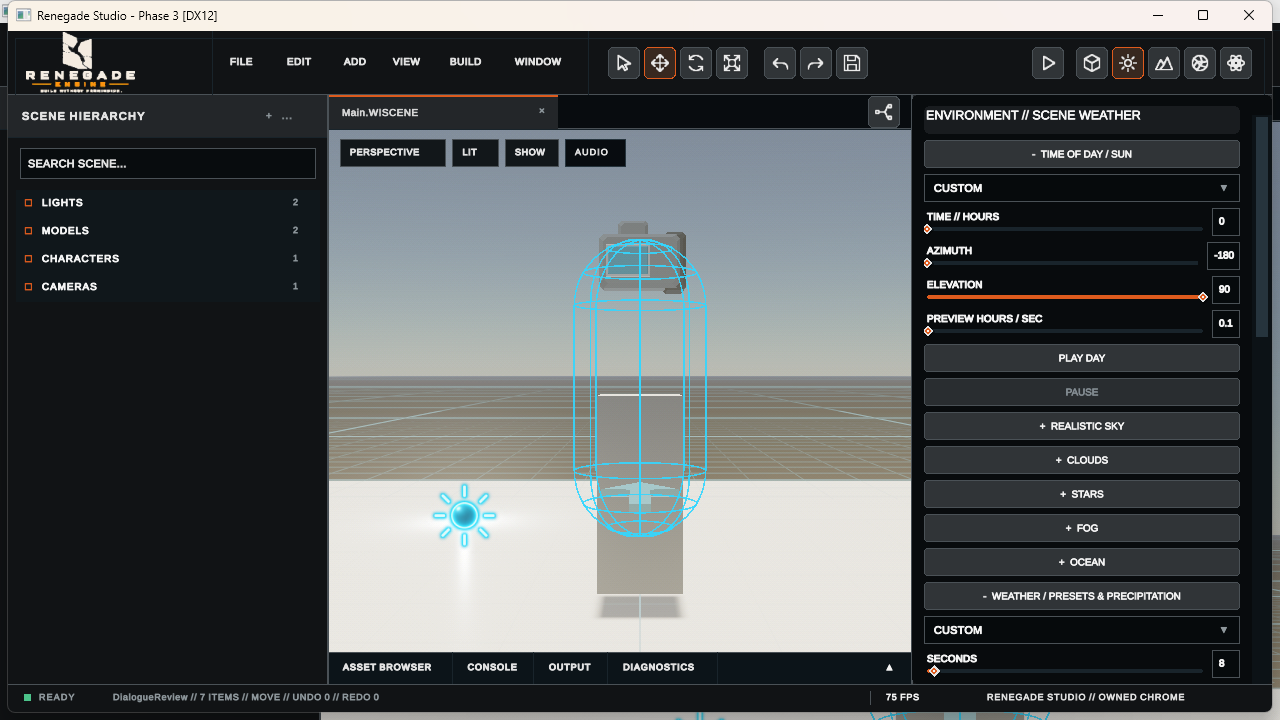 Renegade Studio - Phase 3 [DX12]
RENEGADE
ENGINE
BUILD WITHOUT PERMISSION.
FILE EDIT ADD VIEW BUILD WINDOW
SCENE HIERARCHY + ...
SEARCH SCENE...
LIGHTS 2
MODELS 2
CHARACTERS 1
CAMERAS 1
Main.WISCENE ×
PERSPECTIVE LIT SHOW AUDIO
ENVIRONMENT // SCENE WEATHER
- TIME OF DAY / SUN
CUSTOM ▼
TIME // HOURS 0
AZIMUTH -180
ELEVATION 90
PREVIEW HOURS / SEC 0.1
PLAY DAY
PAUSE
+ REALISTIC SKY
+ CLOUDS
+ STARS
+ FOG
+ OCEAN
- WEATHER / PRESETS & PRECIPITATION
CUSTOM ▼
SECONDS 8
ASSET BROWSER CONSOLE OUTPUT DIAGNOSTICS ▲
READY DialogueReview // 7 ITEMS // MOVE // UNDO 0 // REDO 0 75 FPS RENEGADE STUDIO // OWNED CHROME